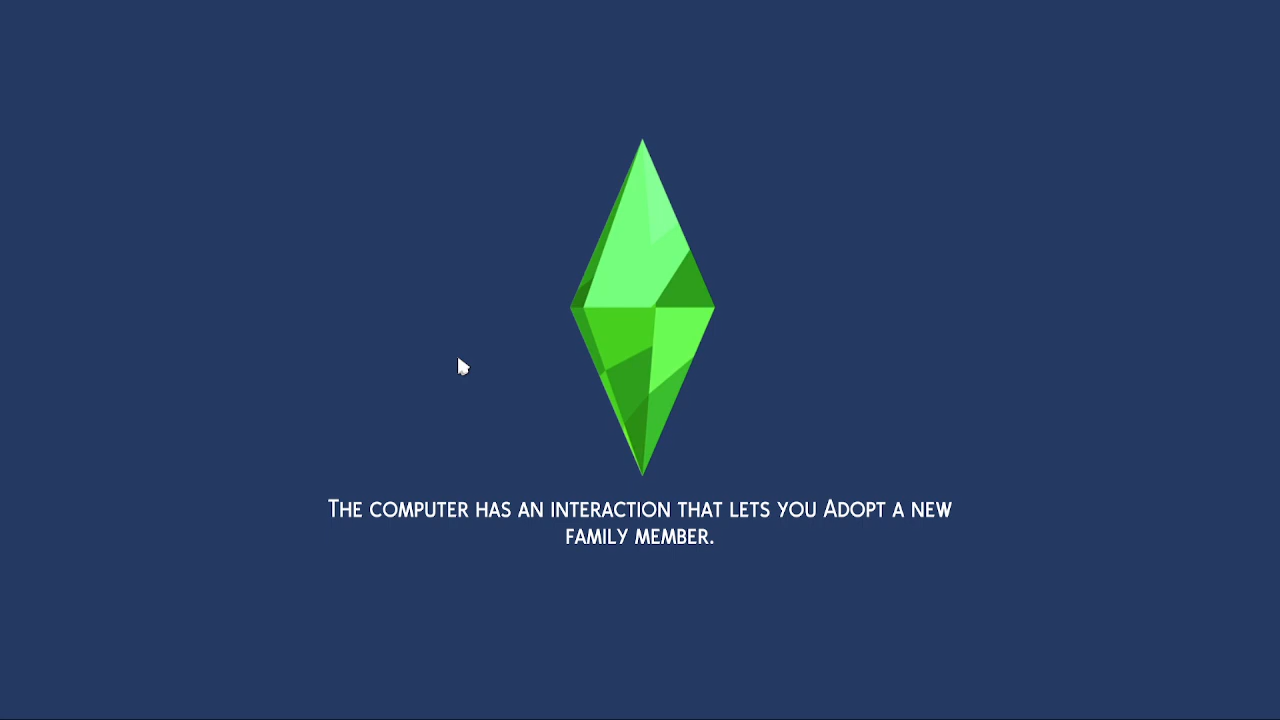 The computer has an interaction that lets you Adopt a new
family member.